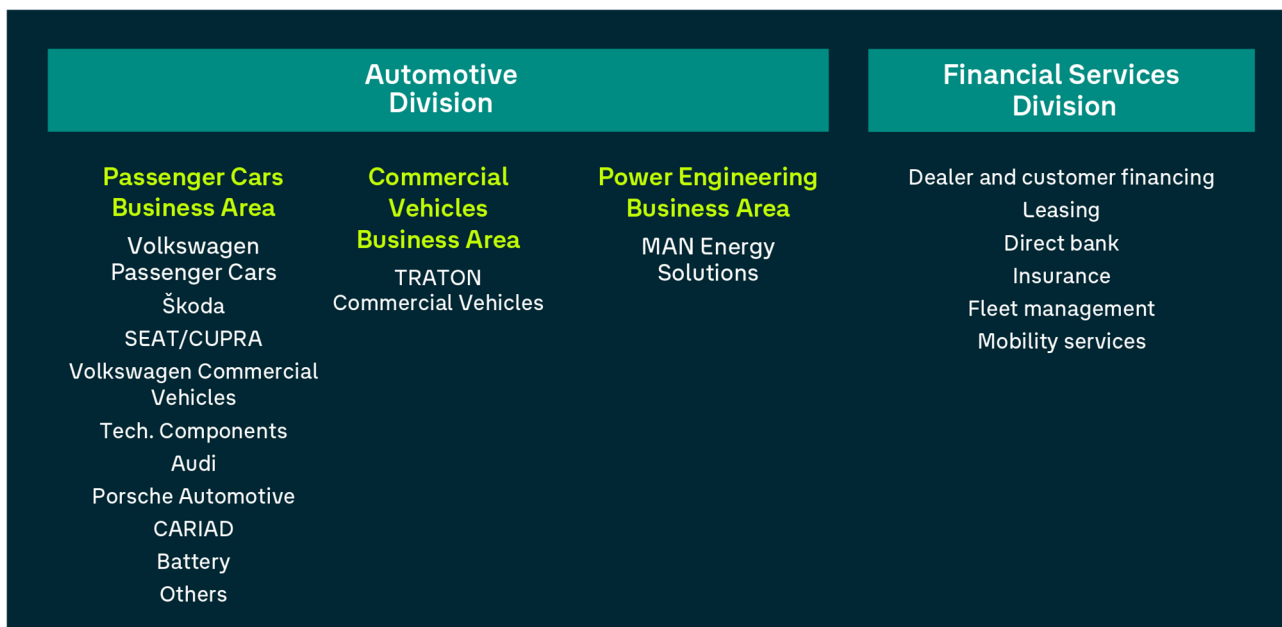 Automotive
Division
Financial Services
Division
Passenger Cars
Business Area
Volkswagen
Passenger Cars
Škoda
SEAT/CUPRA
Volkswagen Commercial
Vehicles
Tech. Components
Audi
Porsche Automotive
CARIAD
Battery
Others
Commercial
Vehicles
Business Area
TRATON
Commercial Vehicles
Power Engineering
Business Area
MAN Energy
Solutions
Dealer and customer financing
Leasing
Direct bank
Insurance
Fleet management
Mobility services